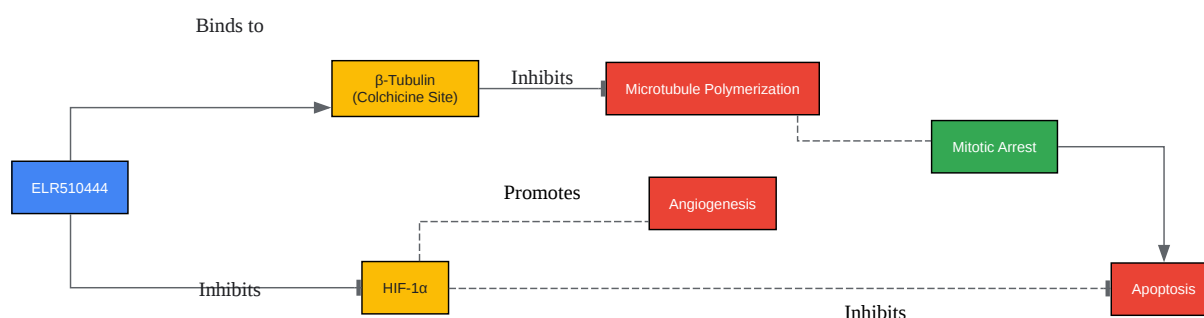 Binds to
β-Tubulin
(Colchicine Site)
Inhibits
Microtubule Polymerization
Mitotic Arrest
ELR510444
Promotes
Angiogenesis
Inhibits
HIF-1α
Apoptosis
Inhibits